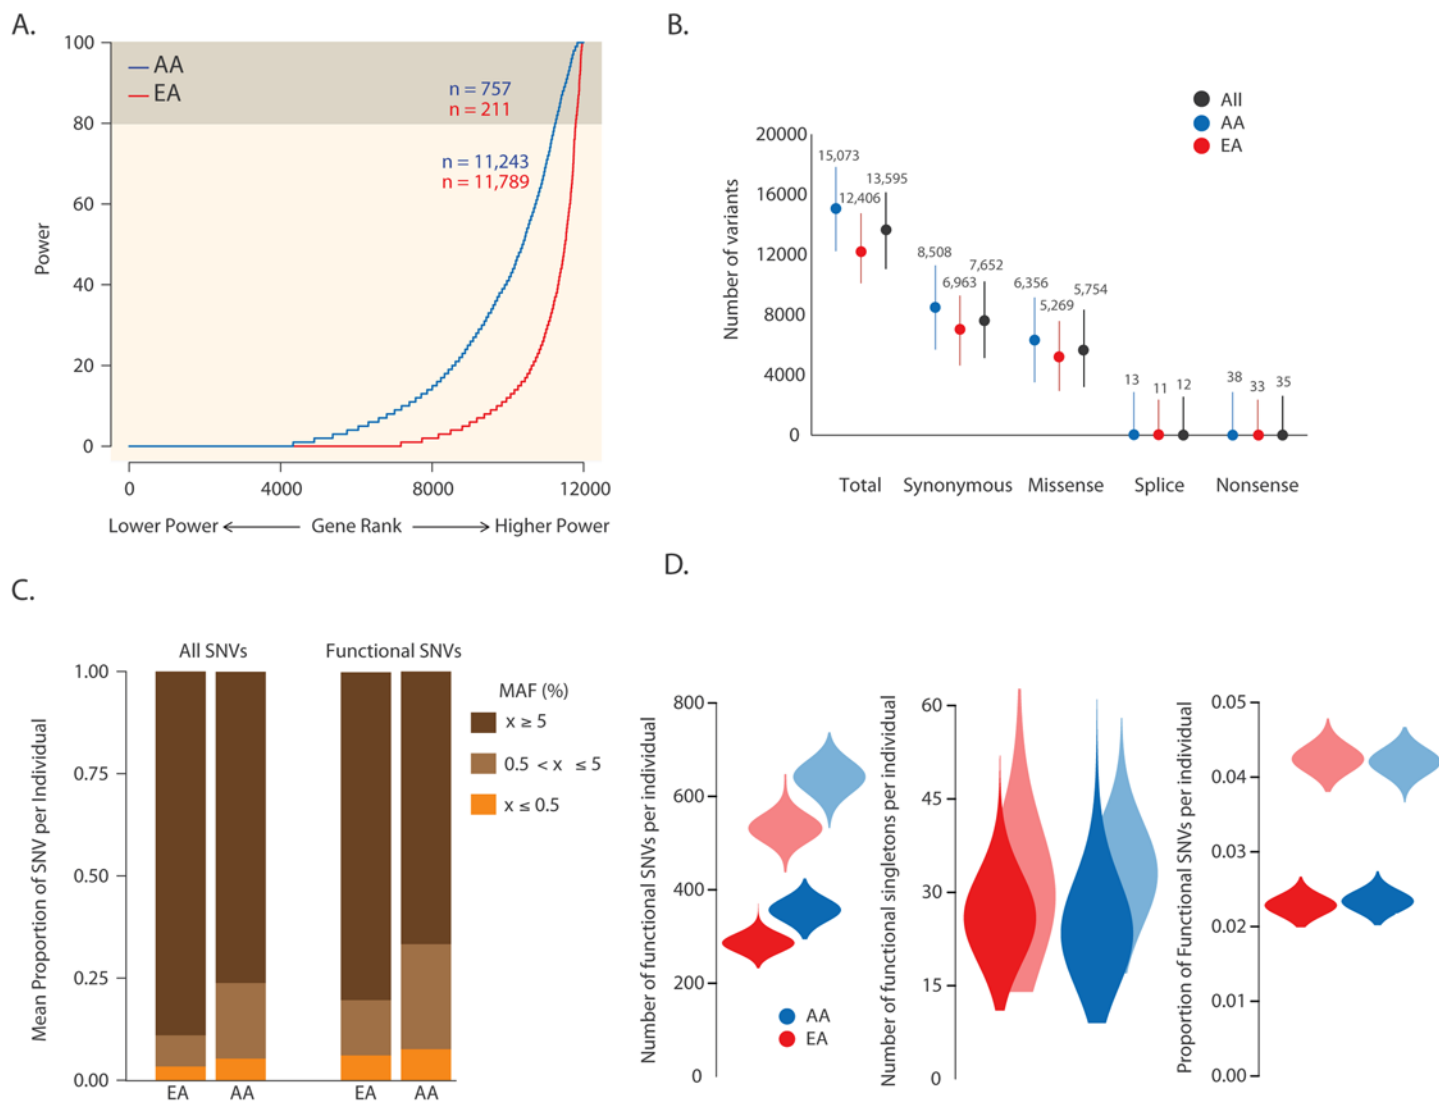 A.
100
80
60
40
20
0
Power
AA
EA
n = 757
n = 211
n = 11,243
n = 11,789
0 4000 8000 12000
Lower Power Gene Rank Higher Power
B.
All
AA
EA
20000
16000
12000
8000
4000
0
Number of variants
15,073
12,406
13,595
8,508
6,963
7,652
6,356
5,269
5,754
13 11 12
38 33 35
Total Synonymous Missense Splice Nonsense
C.
All SNVs Functional SNVs
1.00
0.75
0.50
0.25
0.00
Mean Proportion of SNV per Individual
EA AA EA AA
MAF (%)
x ≥ 5
0.5 < x ≤ 5
x ≤ 0.5
D.
800
600
400
200
0
Number of functional SNVs per individual
AA
EA
60
45
30
15
0
Number of functional singletons per individual
0.05
0.04
0.03
0.02
0.01
0.00
Proportion of Functional SNVs per individual